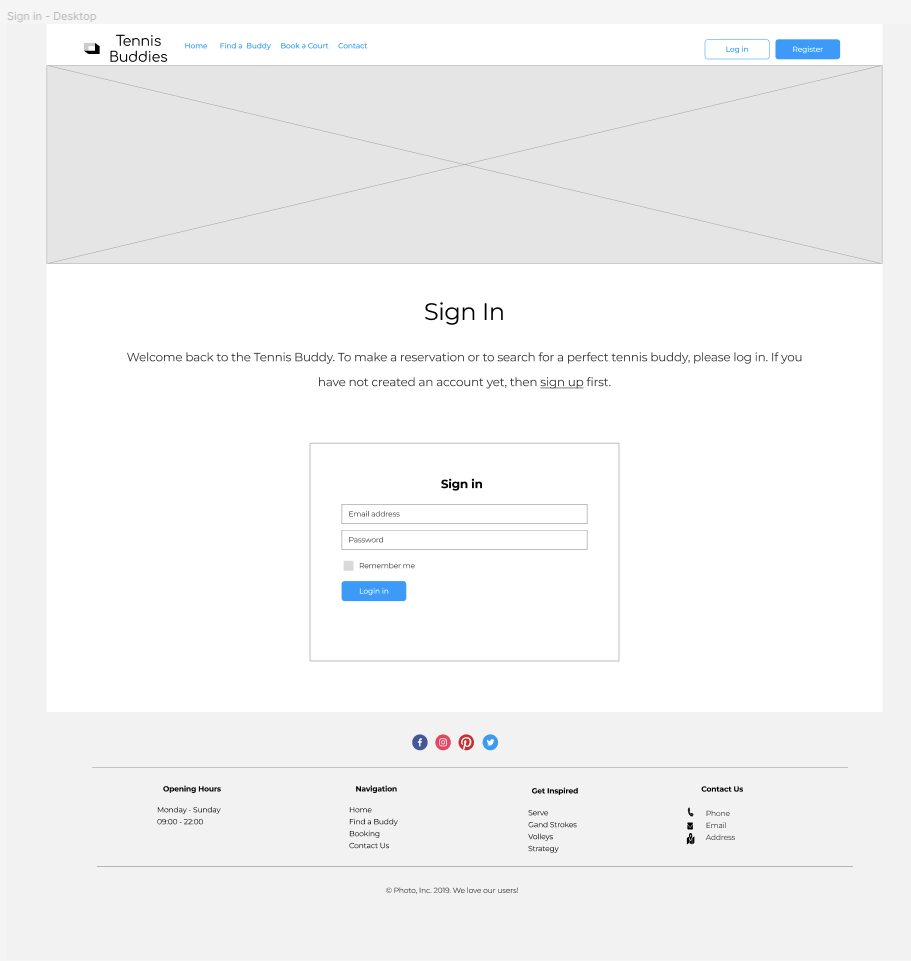 Sign in - Desktop
Tennis
Buddies
Home Find a Buddy Book a Court Contact
Log in
Register
Sign In
Welcome back to the Tennis Buddy. To make a reservation or to search for a perfect tennis buddy, please log in. If you
have not created an account yet, then sign up first.
Sign in
Email address
Password
Remember me
Login in
Opening Hours
Monday - Sunday
09:00 - 22:00
Navigation
Home
Find a Buddy
Booking
Contact Us
Get Inspired
Serve
Gand Strokes
Volleys
Strategy
Contact Us
Phone
Email
Address
© Photo, Inc. 2019. We love our users!